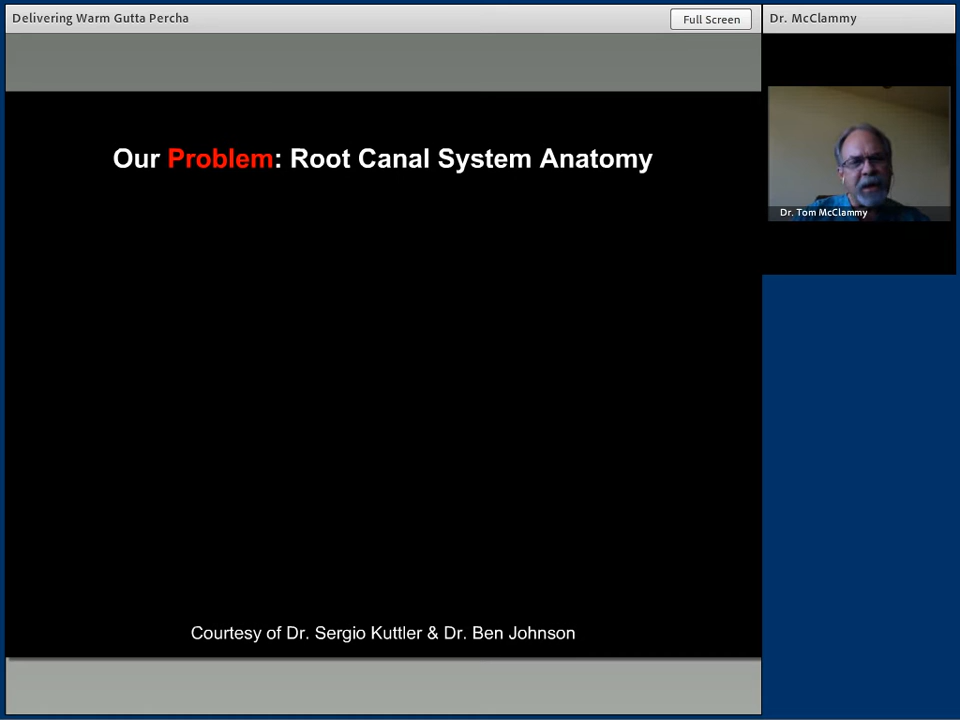 Delivering Warm Gutta Percha
Full Screen
Dr. McClammy
Our Problem: Root Canal System Anatomy
Dr. Tom McClammy
Courtesy of Dr. Sergio Kuttler & Dr. Ben Johnson